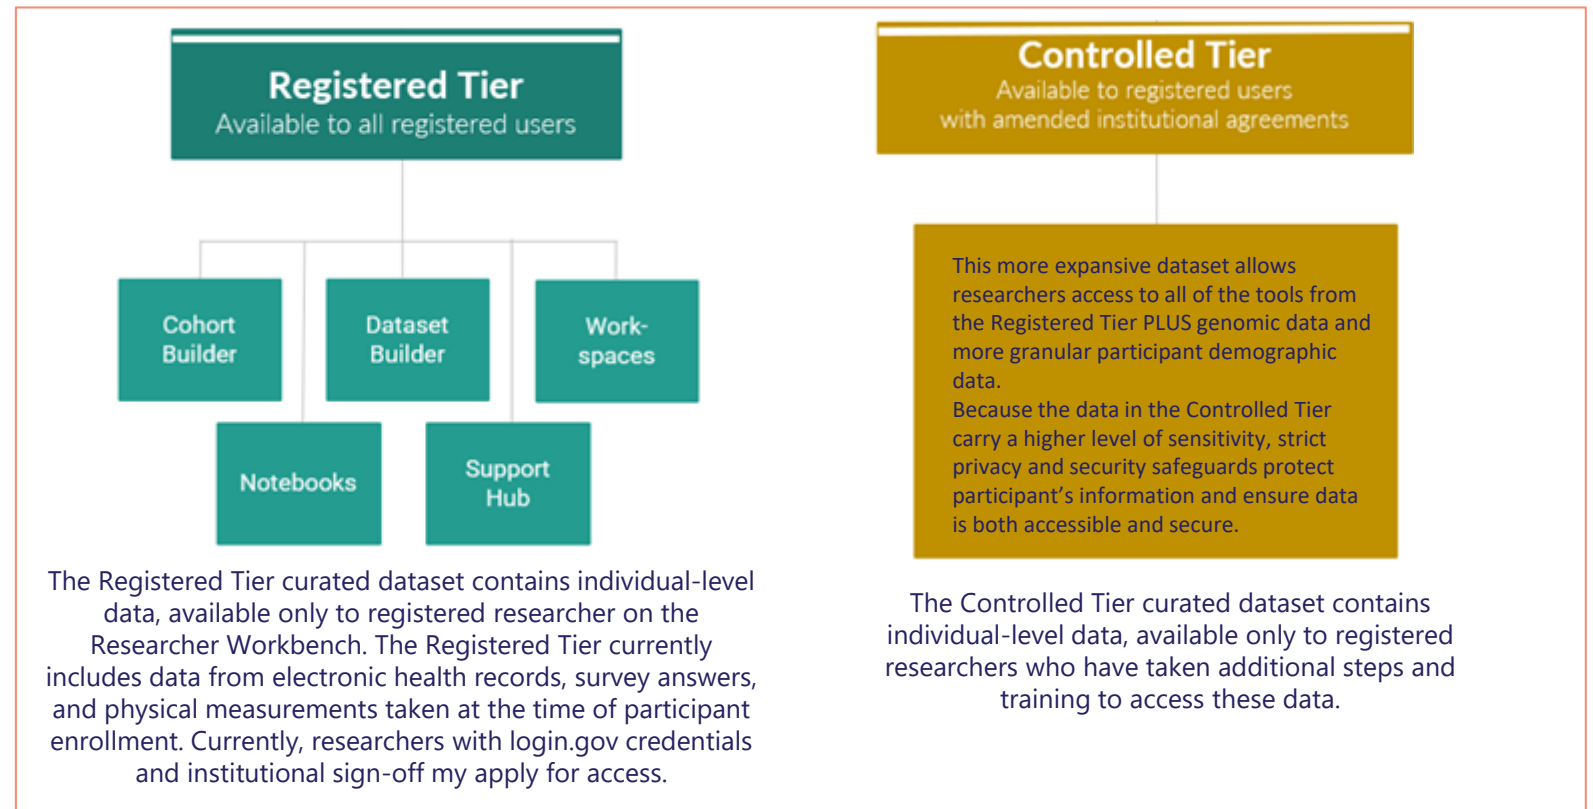 Registered Tier
Available to all registered users
Cohort
Builder
Dataset
Builder
Work-
spaces
Notebooks
Support
Hub
The Registered Tier curated dataset contains individual-level
data, available only to registered researcher on the
Researcher Workbench. The Registered Tier currently
includes data from electronic health records, survey answers,
and physical measurements taken at the time of participant
enrollment. Currently, researchers with login.gov credentials
and institutional sign-off my apply for access.
Controlled Tier
Available to registered users
with amended institutional agreements
This more expansive dataset allows
researchers access to all of the tools from
the Registered Tier PLUS genomic data and
more granular participant demographic
data.
Because the data in the Controlled Tier
carry a higher level of sensitivity, strict
privacy and security safeguards protect
participant’s information and ensure data
is both accessible and secure.
The Controlled Tier curated dataset contains
individual-level data, available only to registered
researchers who have taken additional steps and
training to access these data.